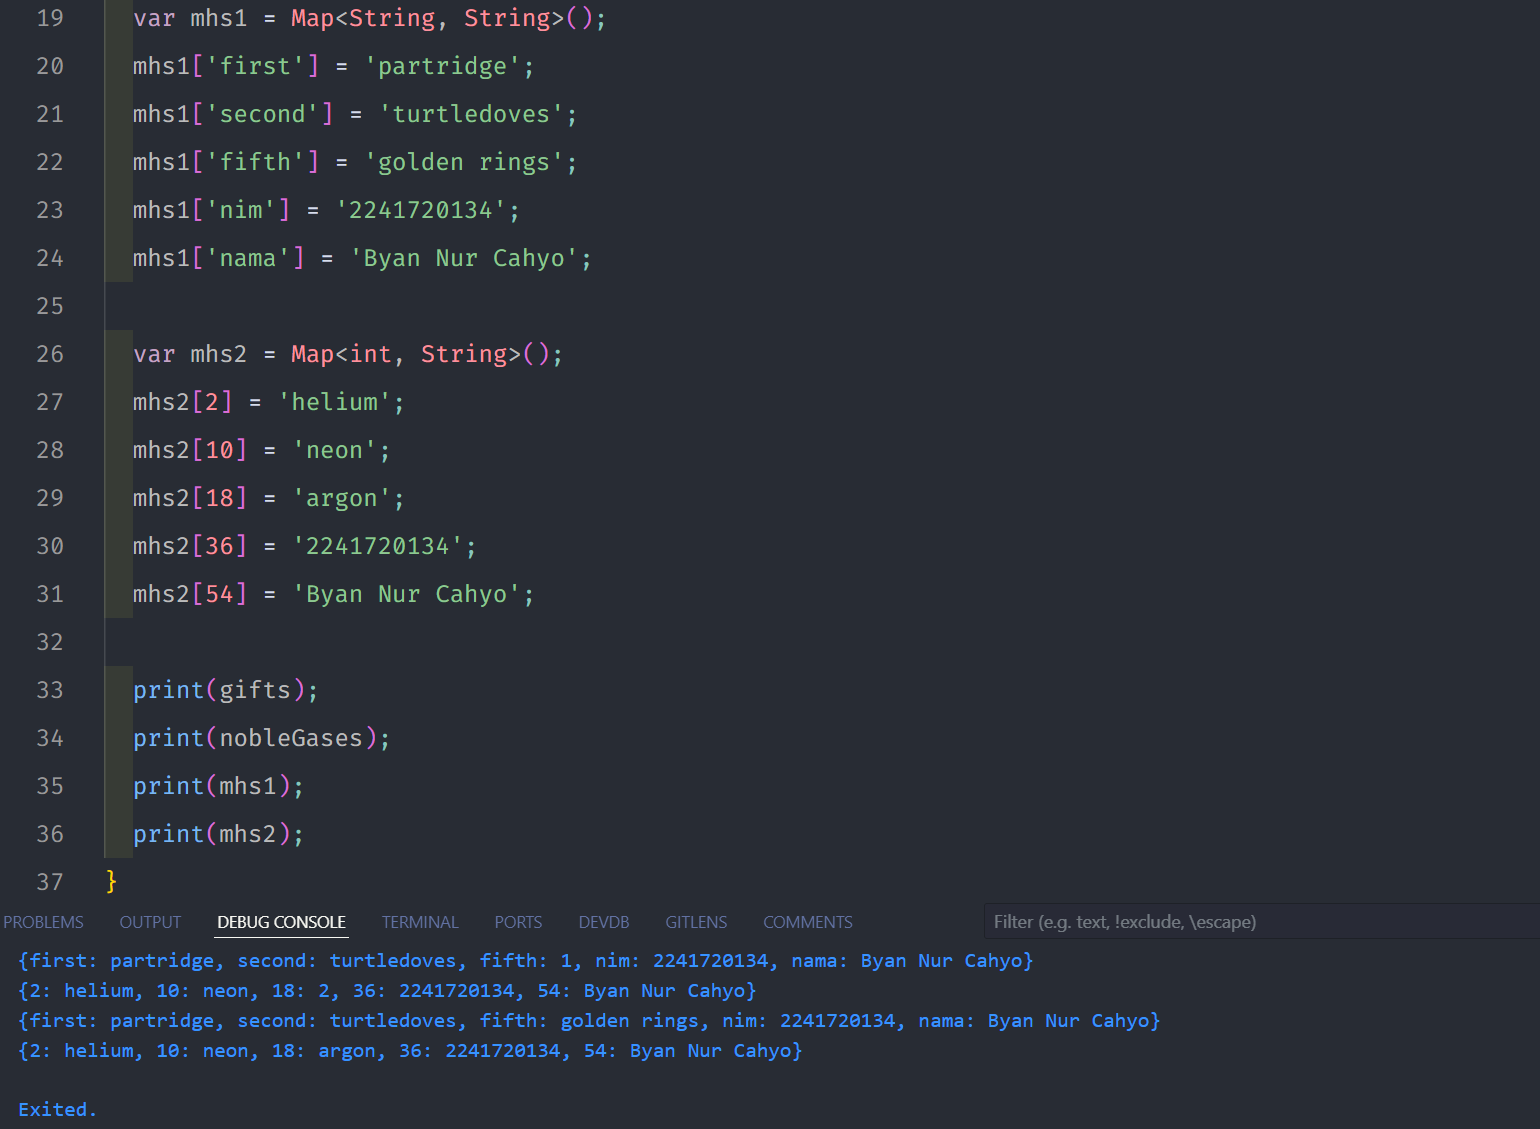 19 var mhs1 = Map<String, String>();
20 mhs1['first'] = 'partridge';
21 mhs1['second'] = 'turtledoves';
22 mhs1['fifth'] = 'golden rings';
23 mhs1['nim'] = '2241720134';
24 mhs1['nama'] = 'Byan Nur Cahyo';
25
26 var mhs2 = Map<int, String>();
27 mhs2[2] = 'helium';
28 mhs2[10] = 'neon';
29 mhs2[18] = 'argon';
30 mhs2[36] = '2241720134';
31 mhs2[54] = 'Byan Nur Cahyo';
32
33 print(gifts);
34 print(nobleGases);
35 print(mhs1);
36 print(mhs2);
37 }
PROBLEMS OUTPUT DEBUG CONSOLE TERMINAL PORTS DEVDB GITLENS COMMENTS Filter (e.g. text, !exclude, \escape)
{first: partridge, second: turtledoves, fifth: 1, nim: 2241720134, nama: Byan Nur Cahyo}
{2: helium, 10: neon, 18: 2, 36: 2241720134, 54: Byan Nur Cahyo}
{first: partridge, second: turtledoves, fifth: golden rings, nim: 2241720134, nama: Byan Nur Cahyo}
{2: helium, 10: neon, 18: argon, 36: 2241720134, 54: Byan Nur Cahyo}
Exited.